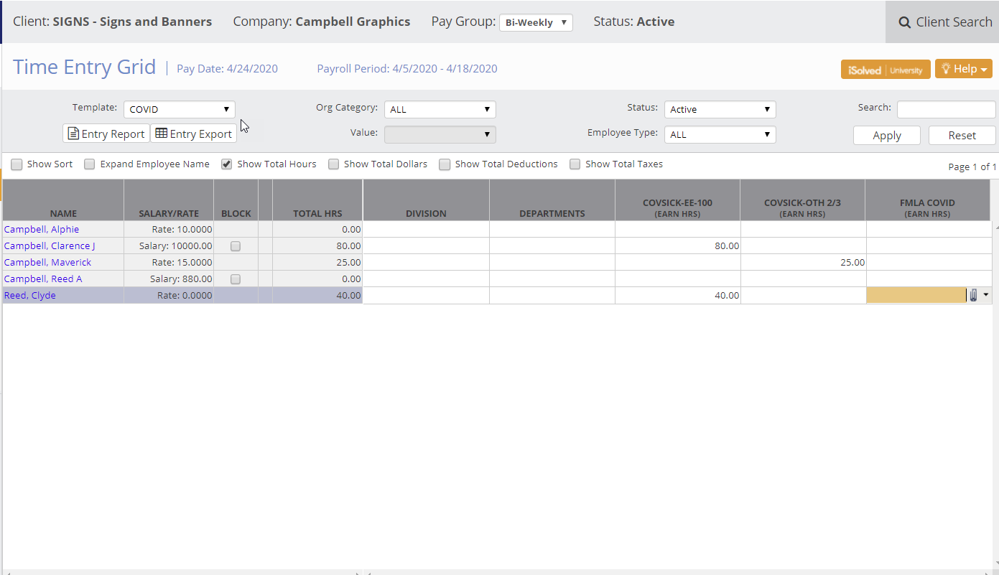 Client: SIGNS - Signs and Banners Company: Campbell Graphics Pay Group: Bi-Weekly Status: Active Client Search
Time Entry Grid Pay Date: 4/24/2020 Payroll Period: 4/5/2020 - 4/18/2020 iSolved University Help
Template: COVID Org Category: ALL Status: Active Search:
Entry Report Entry Export Value: Employee Type: ALL Apply Reset
Show Sort Expand Employee Name Show Total Hours Show Total Dollars Show Total Deductions Show Total Taxes Page 1 of 1
NAME SALARY/RATE BLOCK TOTAL HRS DIVISION DEPARTMENTS COVSICK-EE-100 (EARN HRS) COVSICK-OTH 2/3 (EARN HRS) FMLA COVID (EARN HRS)
Campbell, Alphie Rate: 10.0000 0.00
Campbell, Clarence J Salary: 10000.00 80.00 80.00
Campbell, Maverick Rate: 15.0000 25.00 25.00
Campbell, Reed A Salary: 880.00 0.00
Reed, Clyde Rate: 0.0000 40.00 40.00